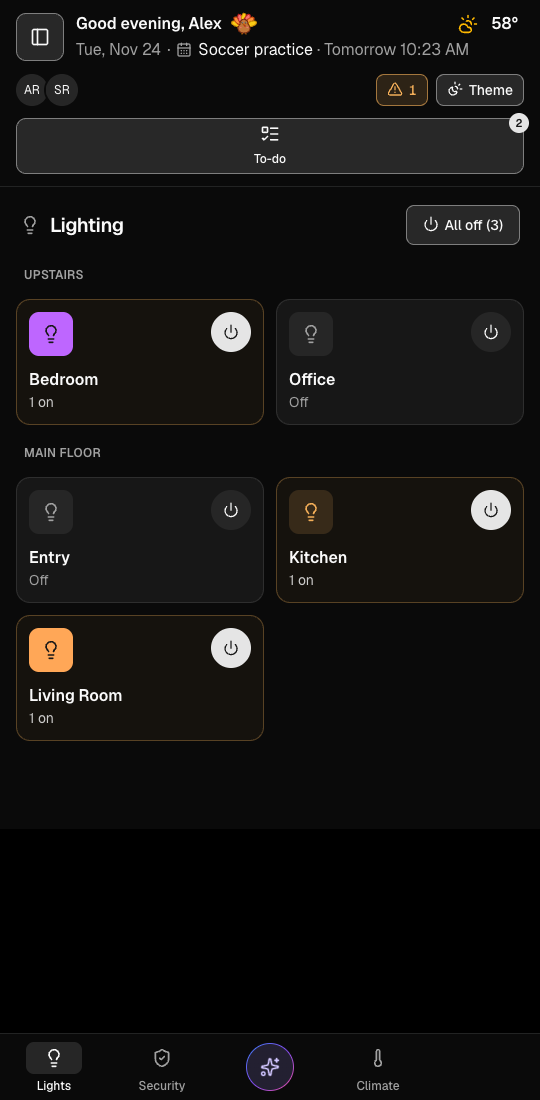 Good evening, Alex 58°
Tue, Nov 24 · Soccer practice · Tomorrow 10:23 AM
AR SR 1 Theme
2
To-do
Lighting All off (3)
UPSTAIRS
Bedroom
1 on
Office
Off
MAIN FLOOR
Entry
Off
Kitchen
1 on
Living Room
1 on
Lights Security Climate